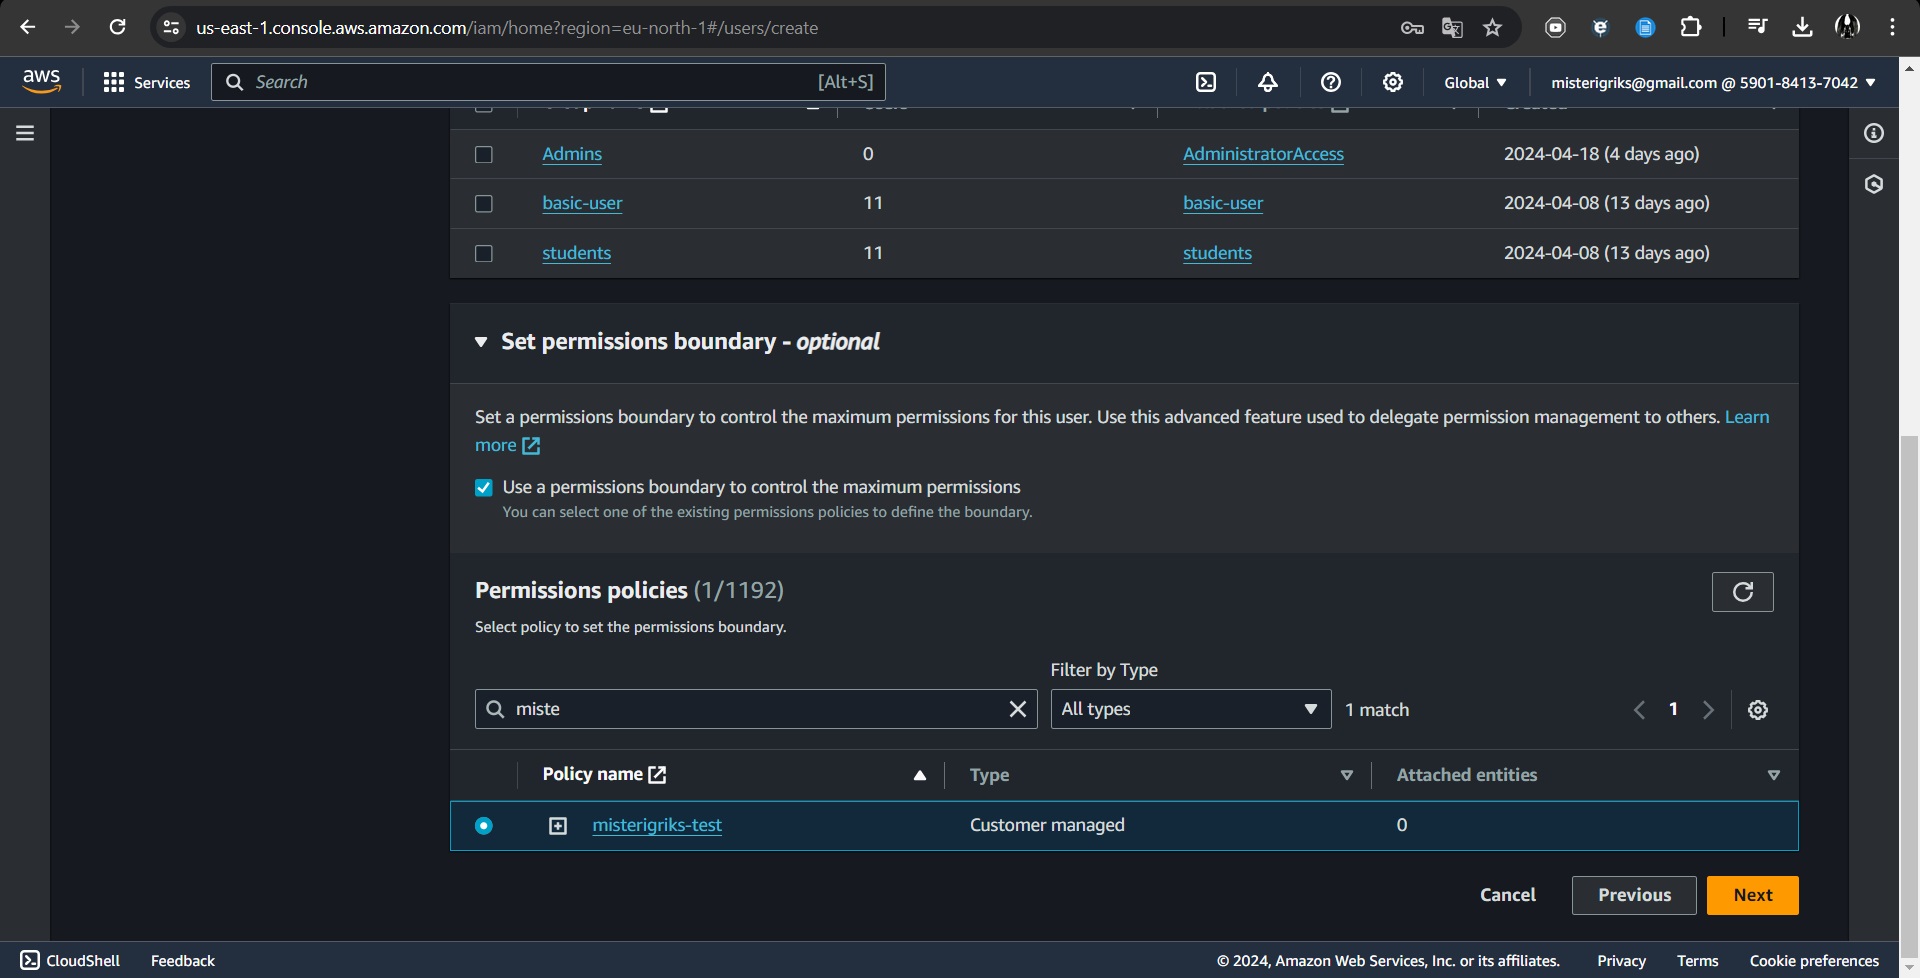 us-east-1.console.aws.amazon.com/iam/home?region=eu-north-1#/users/create
aws
Services
Search
[Alt+S]
Global
misterigriks@gmail.com @ 5901-8413-7042
Admins 0 AdministratorAccess 2024-04-18 (4 days ago)
basic-user 11 basic-user 2024-04-08 (13 days ago)
students 11 students 2024-04-08 (13 days ago)
Set permissions boundary - optional
Set a permissions boundary to control the maximum permissions for this user. Use this advanced feature used to delegate permission management to others. Learn
more
Use a permissions boundary to control the maximum permissions
You can select one of the existing permissions policies to define the boundary.
Permissions policies (1/1192)
Select policy to set the permissions boundary.
Filter by Type
miste
All types
1 match
1
Policy name Type Attached entities
misterigriks-test Customer managed 0
Cancel Previous Next
CloudShell Feedback © 2024, Amazon Web Services, Inc. or its affiliates. Privacy Terms Cookie preferences